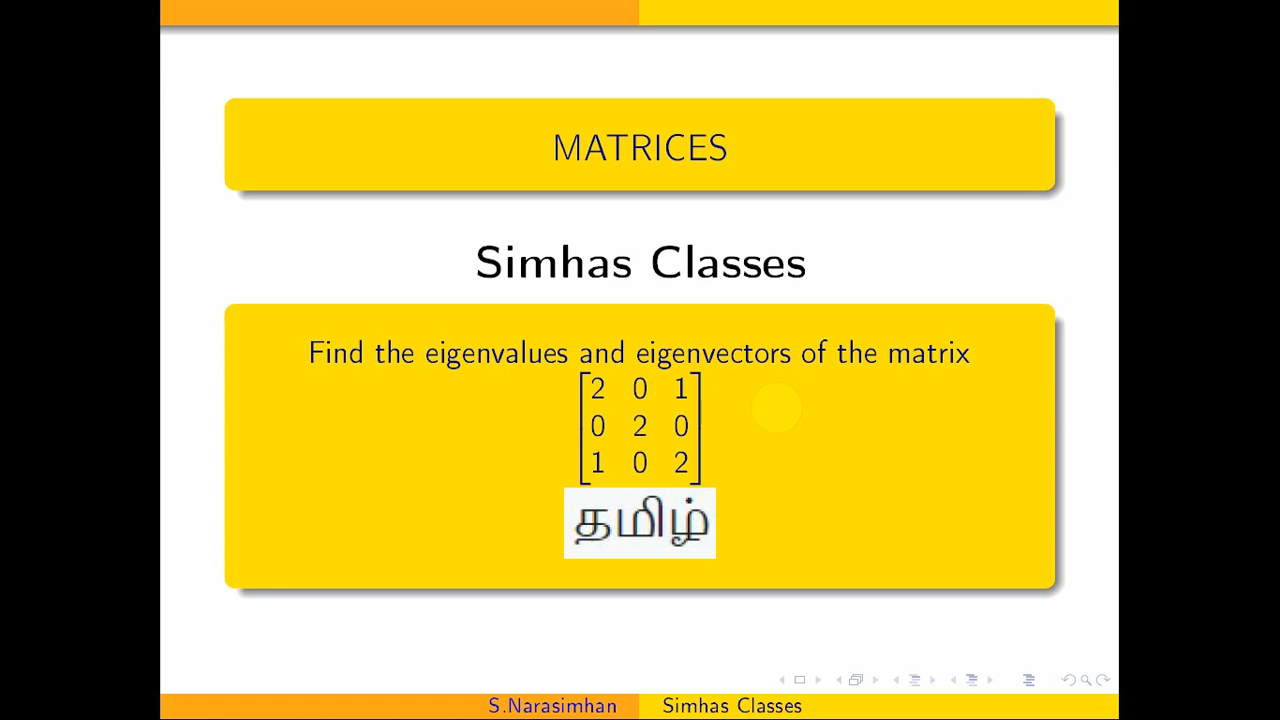 MATRICES
Simhas Classes
Find the eigenvalues and eigenvectors of the matrix
2 0 1
0 2 0
1 0 2
தமிழ்
S.Narasimhan Simhas Classes